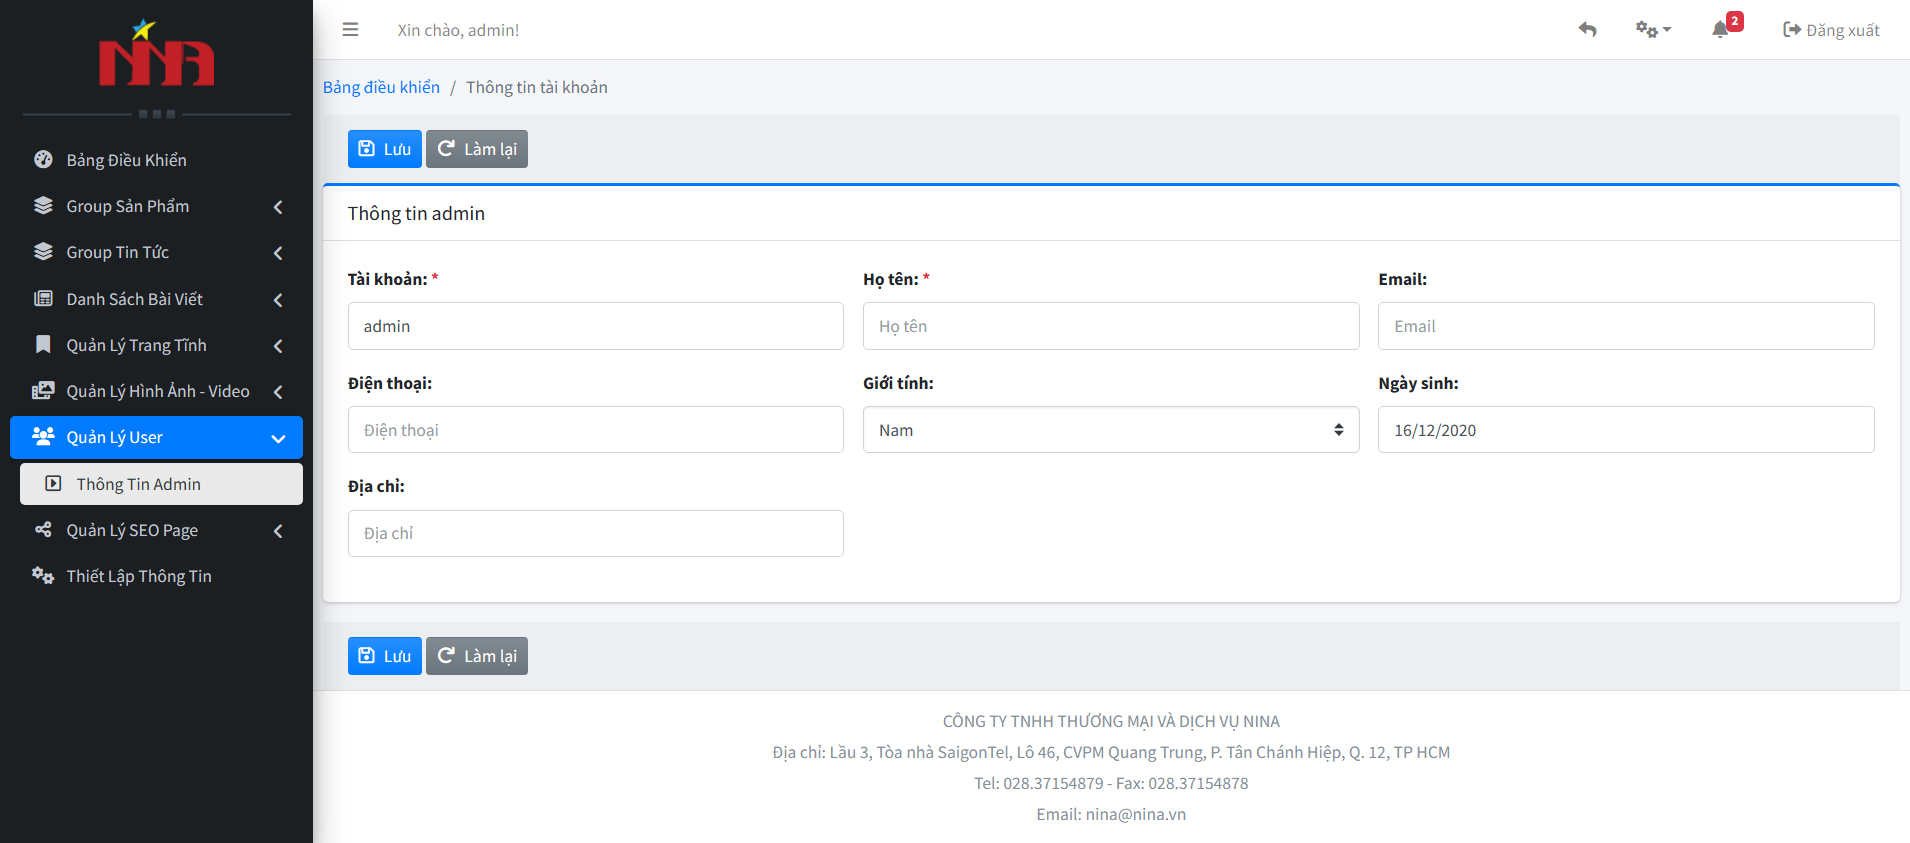 NINA
Bảng Điều Khiển
Group Sản Phẩm
Group Tin Tức
Danh Sách Bài Viết
Quản Lý Trang Tĩnh
Quản Lý Hình Ảnh - Video
Quản Lý User
Thông Tin Admin
Quản Lý SEO Page
Thiết Lập Thông Tin
Xin chào, admin!
2
Đăng xuất
Bảng điều khiển / Thông tin tài khoản
Lưu Làm lại
Thông tin admin
Tài khoản: * Họ tên: * Email:
admin Họ tên Email
Điện thoại: Giới tính: Ngày sinh:
Điện thoại Nam 16/12/2020
Địa chỉ:
Địa chỉ
Lưu Làm lại
CÔNG TY TNHH THƯƠNG MẠI VÀ DỊCH VỤ NINA
Địa chỉ: Lầu 3, Tòa nhà SaigonTel, Lô 46, CVPM Quang Trung, P. Tân Chánh Hiệp, Q. 12, TP HCM
Tel: 028.37154879 - Fax: 028.37154878
Email: nina@nina.vn